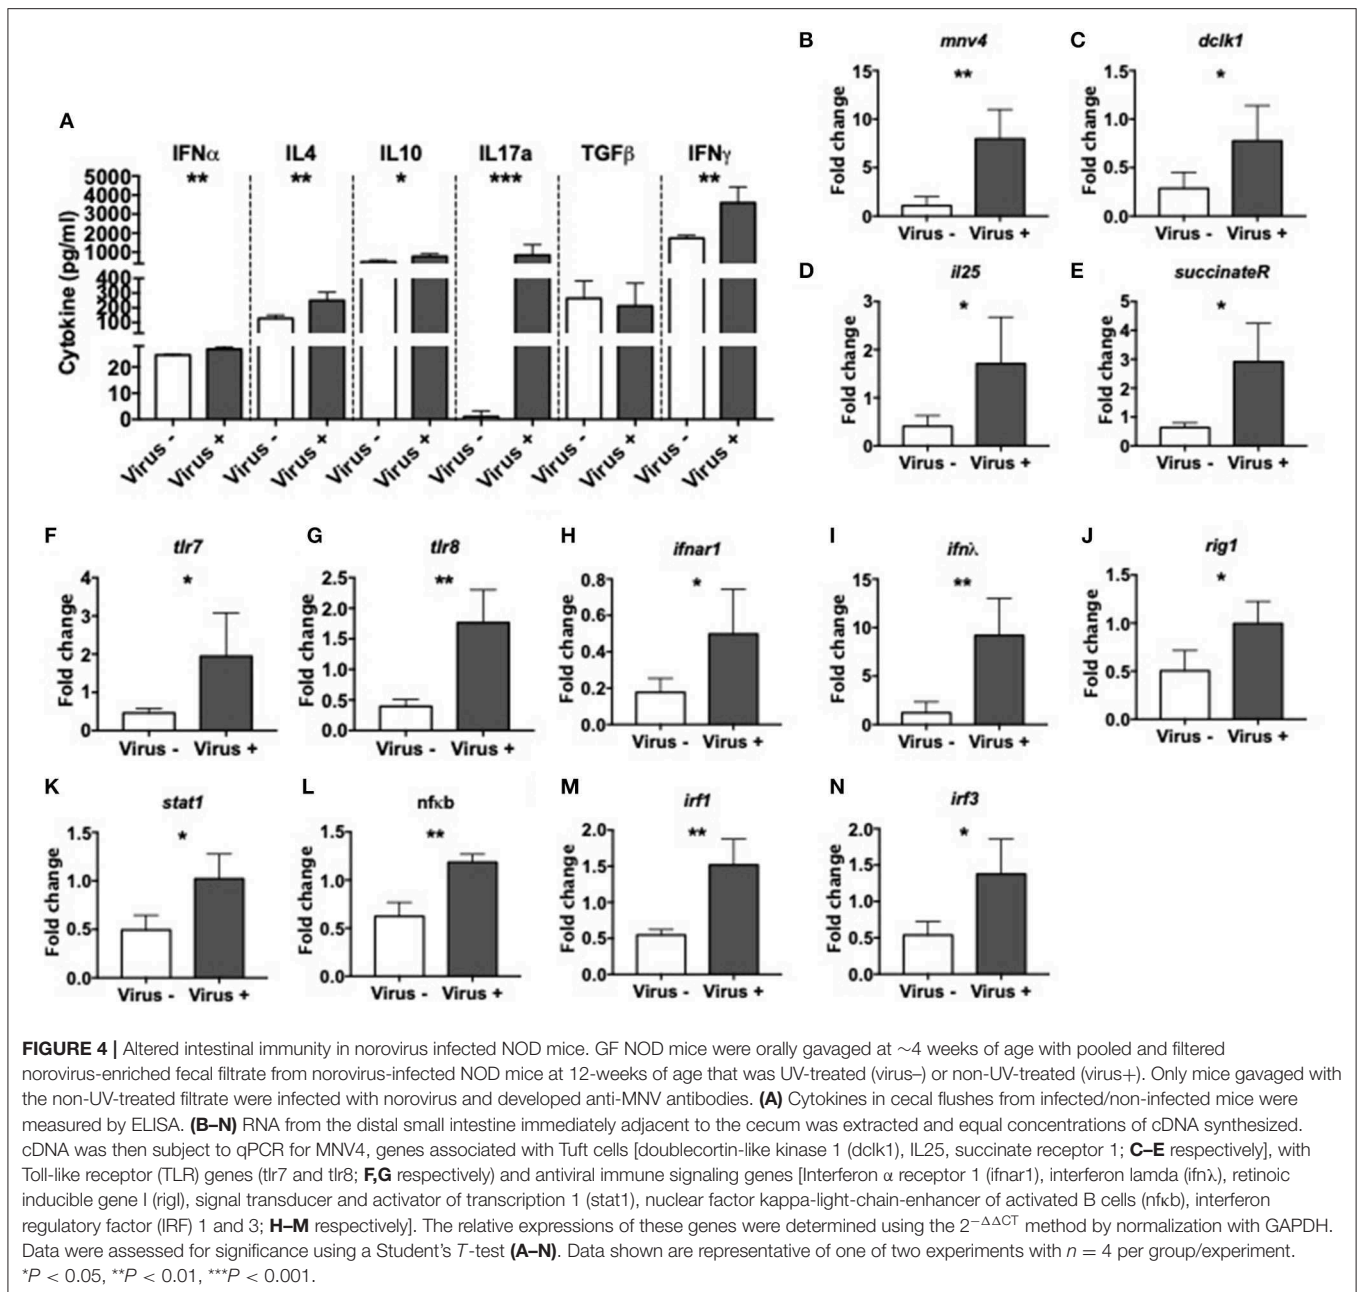 A
IFNα IL4 IL10 IL17a TGFβ IFNγ
** ** * *** **
Cytokine (pg/ml)
5000
4000
3000
2000
1000
400
300
200
100
20
10
0
Virus - Virus + Virus - Virus + Virus - Virus + Virus - Virus + Virus - Virus + Virus - Virus +
B
mnv4
**
Fold change
15
10
5
0
Virus - Virus +
C
dclk1
*
Fold change
1.5
1.0
0.5
0.0
Virus - Virus +
D
il25
*
Fold change
3
2
1
0
Virus - Virus +
E
succinateR
*
Fold change
5
4
3
2
1
0
Virus - Virus +
F
tlr7
*
Fold change
4
3
2
1
0
Virus - Virus +
G
tlr8
**
Fold change
2.5
2.0
1.5
1.0
0.5
0.0
Virus - Virus +
H
ifnar1
*
Fold change
0.8
0.6
0.4
0.2
0.0
Virus - Virus +
I
ifnλ
**
Fold change
15
10
5
0
Virus - Virus +
J
rig1
*
Fold change
1.5
1.0
0.5
0.0
Virus - Virus +
K
stat1
*
Fold change
1.5
1.0
0.5
0.0
Virus - Virus +
L
nfκb
**
Fold change
1.5
1.0
0.5
0.0
Virus - Virus +
M
irf1
**
Fold change
2.0
1.5
1.0
0.5
0.0
Virus - Virus +
N
irf3
*
Fold change
2.0
1.5
1.0
0.5
0.0
Virus - Virus +
FIGURE 4 | Altered intestinal immunity in norovirus infected NOD mice. GF NOD mice were orally gavaged at ∼4 weeks of age with pooled and filtered
norovirus-enriched fecal filtrate from norovirus-infected NOD mice at 12-weeks of age that was UV-treated (virus–) or non-UV-treated (virus+). Only mice gavaged with
the non-UV-treated filtrate were infected with norovirus and developed anti-MNV antibodies. (A) Cytokines in cecal flushes from infected/non-infected mice were
measured by ELISA. (B–N) RNA from the distal small intestine immediately adjacent to the cecum was extracted and equal concentrations of cDNA synthesized.
cDNA was then subject to qPCR for MNV4, genes associated with Tuft cells [doublecortin-like kinase 1 (dclk1), IL25, succinate receptor 1; C–E respectively], with
Toll-like receptor (TLR) genes (tlr7 and tlr8; F,G respectively) and antiviral immune signaling genes [Interferon α receptor 1 (ifnar1), interferon lamda (ifnλ), retinoic
inducible gene I (rigI), signal transducer and activator of transcription 1 (stat1), nuclear factor kappa-light-chain-enhancer of activated B cells (nfκb), interferon
regulatory factor (IRF) 1 and 3; H–M respectively]. The relative expressions of these genes were determined using the 2−ΔΔCT method by normalization with GAPDH.
Data were assessed for significance using a Student's T-test (A–N). Data shown are representative of one of two experiments with n = 4 per group/experiment.
*P < 0.05, **P < 0.01, ***P < 0.001.